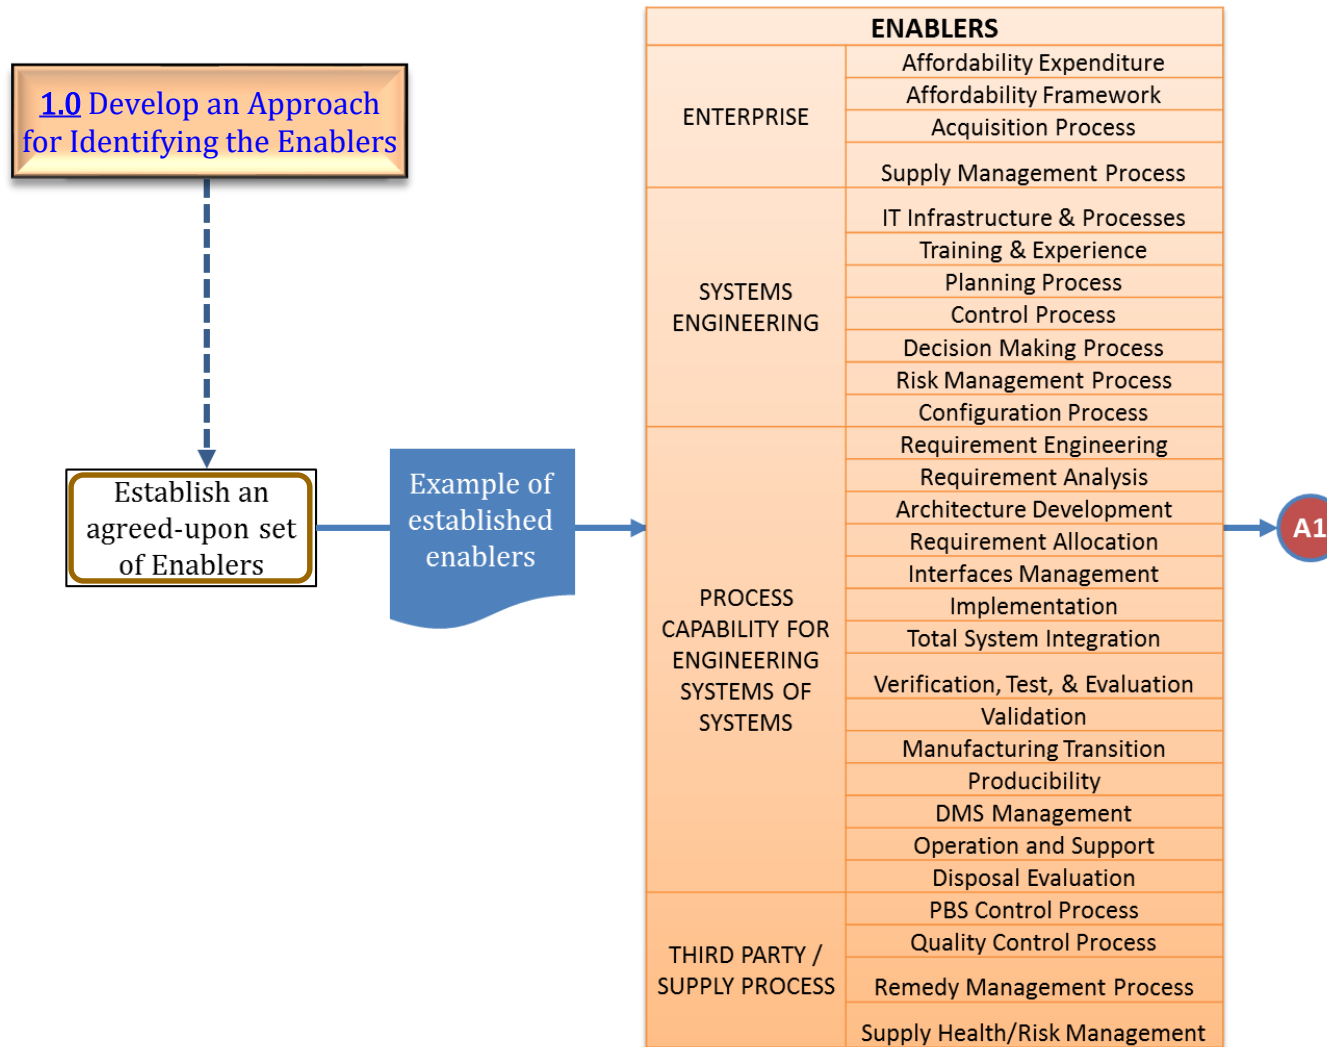 1.0 Develop an Approach
for Identifying the Enablers
Establish an
agreed-upon set
of Enablers
Example of
established
enablers
ENABLERS
ENTERPRISE
Affordability Expenditure
Affordability Framework
Acquisition Process
Supply Management Process
SYSTEMS
ENGINEERING
IT Infrastructure & Processes
Training & Experience
Planning Process
Control Process
Decision Making Process
Risk Management Process
Configuration Process
PROCESS
CAPABILITY FOR
ENGINEERING
SYSTEMS OF
SYSTEMS
Requirement Engineering
Requirement Analysis
Architecture Development
Requirement Allocation
Interfaces Management
Implementation
Total System Integration
Verification, Test, & Evaluation
Validation
Manufacturing Transition
Producibility
DMS Management
Operation and Support
Disposal Evaluation
THIRD PARTY /
SUPPLY PROCESS
PBS Control Process
Quality Control Process
Remedy Management Process
Supply Health/Risk Management
A1